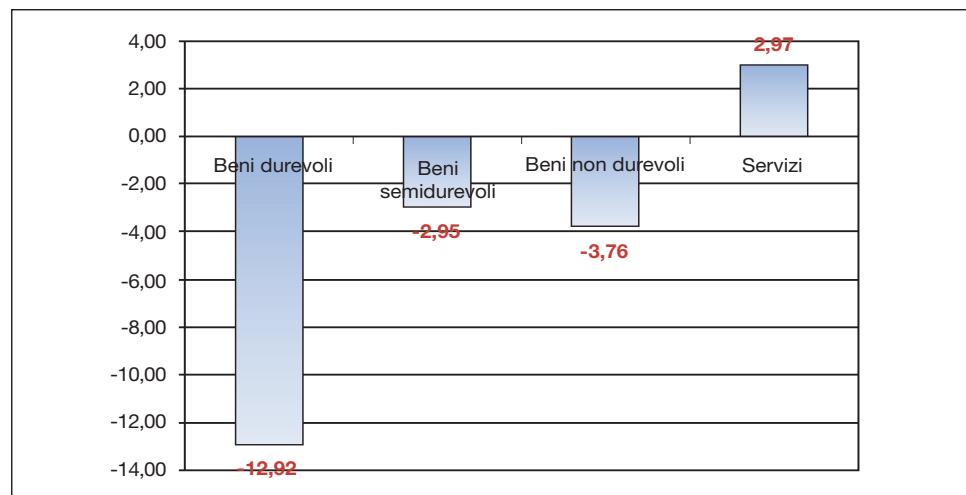 4,00
2,97
2,00
0,00
Beni durevoli
Beni
semidurevoli
Beni non durevoli
Servizi
-2,00
-2,95
-4,00
-3,76
-6,00
-8,00
-10,00
-12,00
-12,92
-14,00